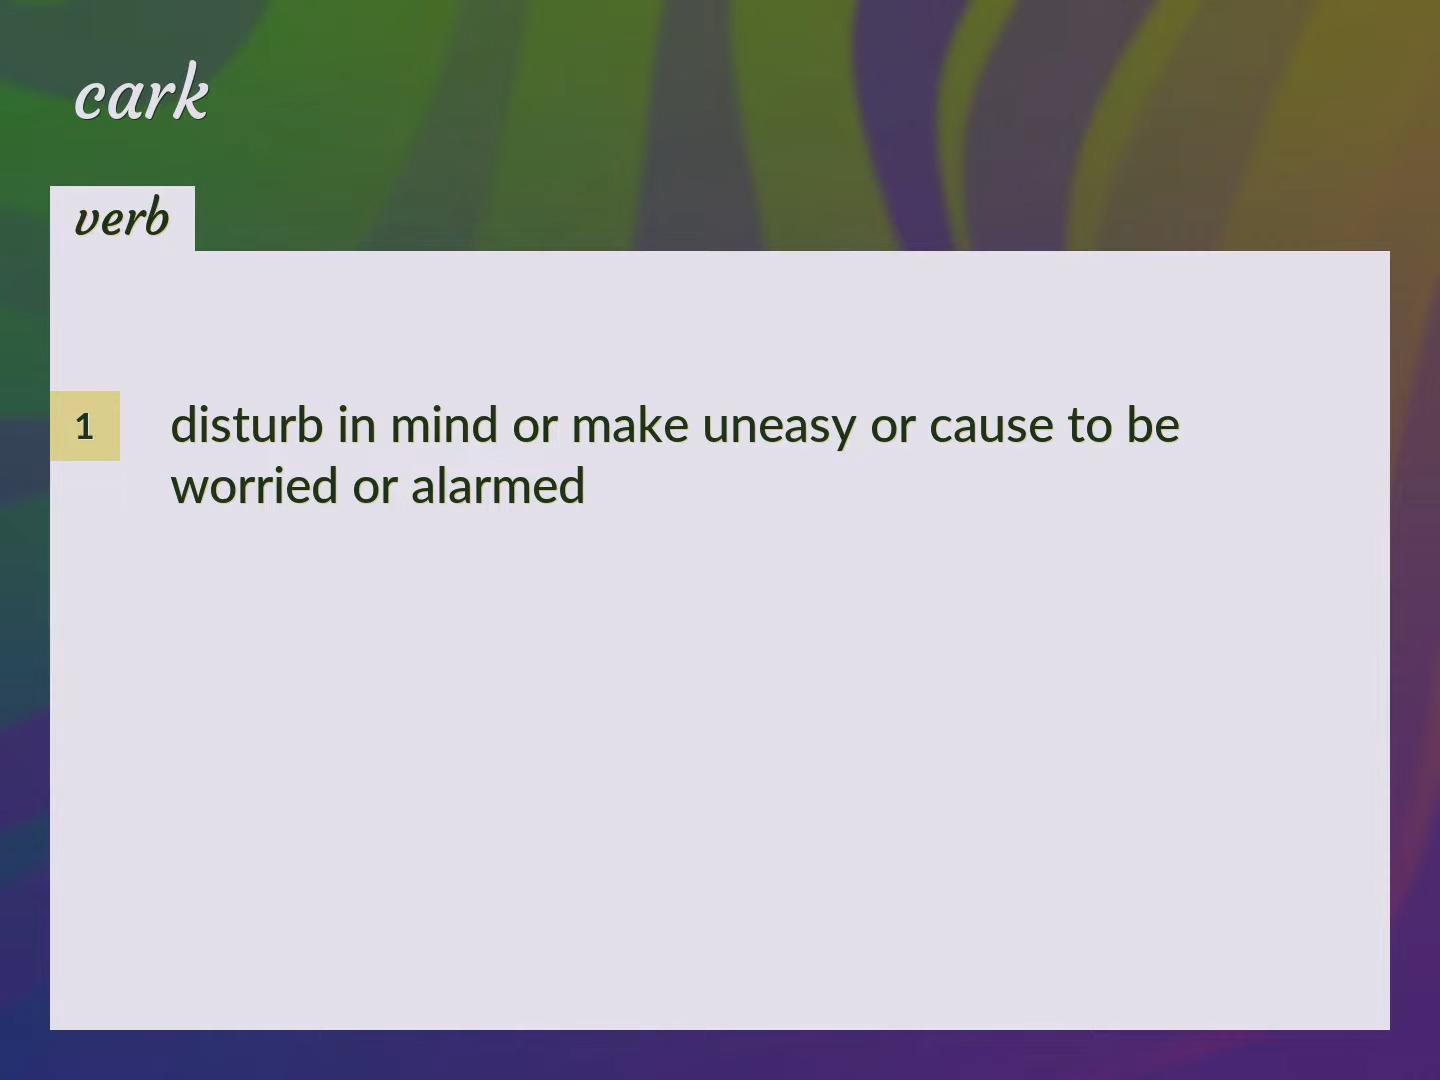 cark
verb
1
disturb in mind or make uneasy or cause to be
worried or alarmed